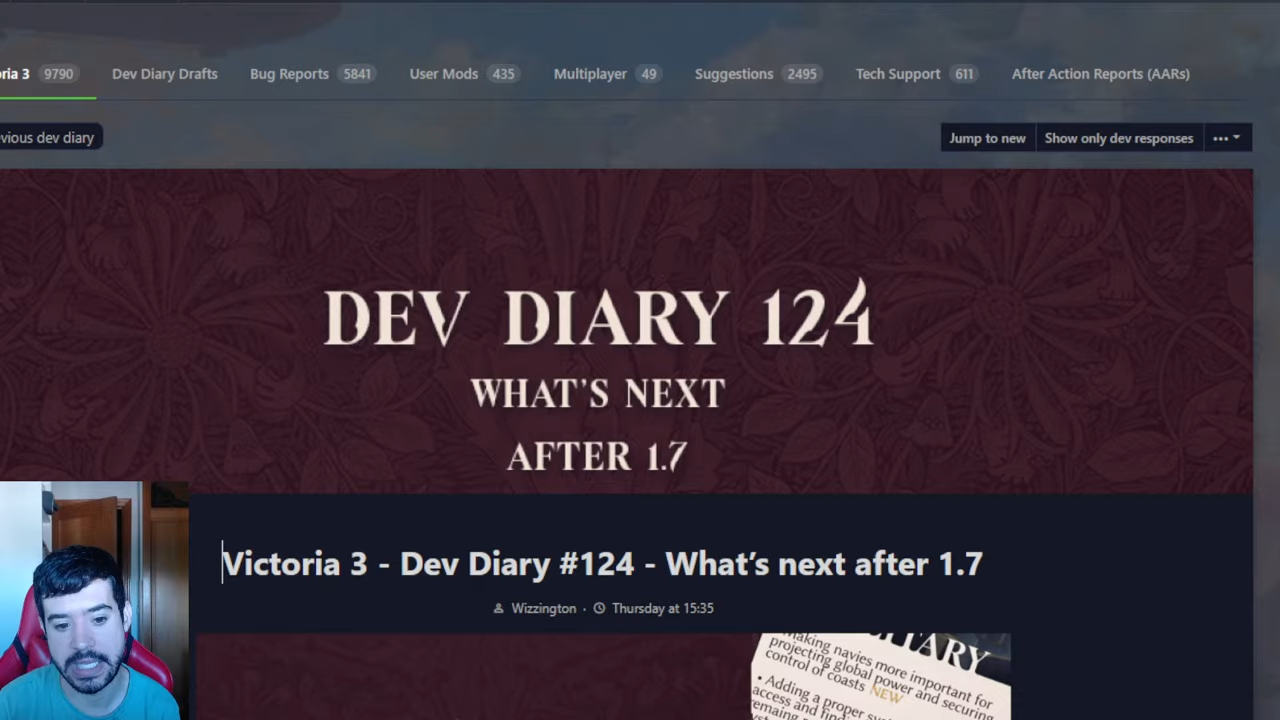 oria 3 9790 Dev Diary Drafts Bug Reports 5841 User Mods 435 Multiplayer 49 Suggestions 2495 Tech Support 611 After Action Reports (AARs)
vious dev diary Jump to new Show only dev responses •••
DEV DIARY 124
WHAT'S NEXT
AFTER 1.7
Victoria 3 - Dev Diary #124 - What's next after 1.7
Wizzington · Thursday at 15:35
Making navies more important for
projecting global power and securing
control of coasts NEW
• Adding a proper
access and